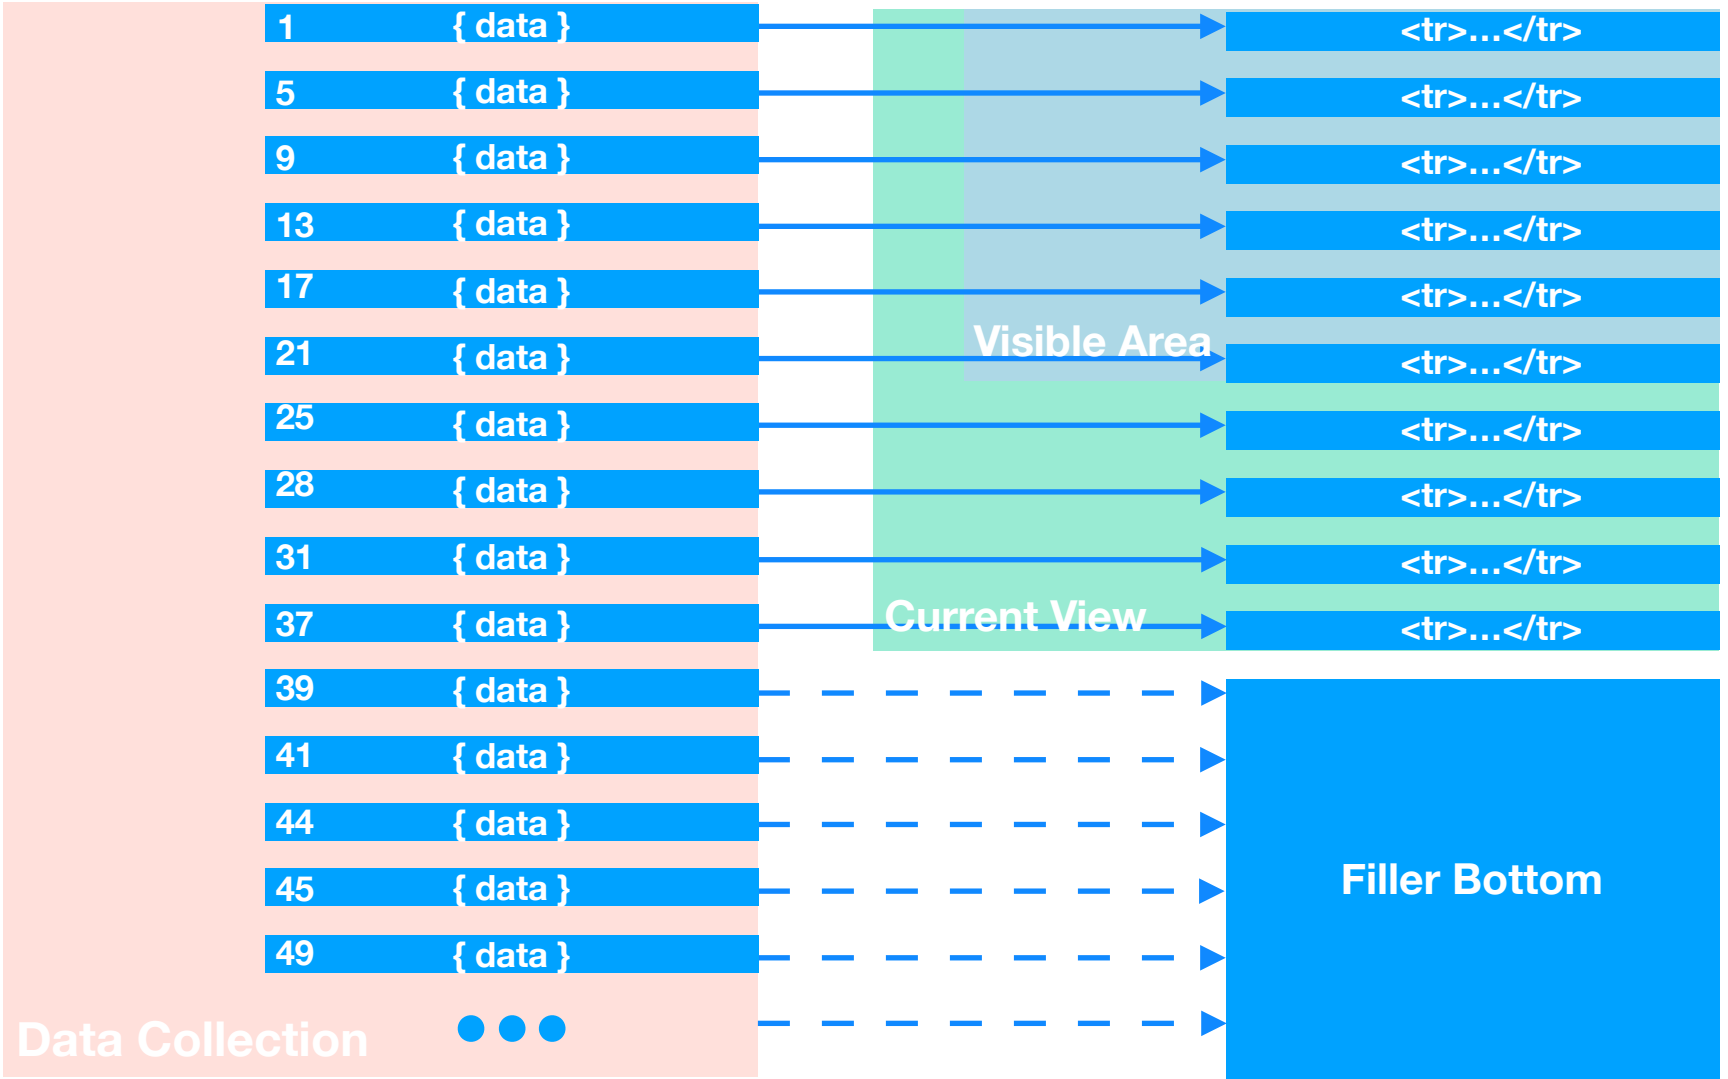 1 { data } <tr>...</tr>
5 { data } <tr>...</tr>
9 { data } <tr>...</tr>
13 { data } <tr>...</tr>
17 { data } <tr>...</tr>
Visible Area
21 { data } <tr>...</tr>
25 { data } <tr>...</tr>
28 { data } <tr>...</tr>
31 { data } <tr>...</tr>
Current View
37 { data } <tr>...</tr>
39 { data }
41 { data }
44 { data }
45 { data }
Filler Bottom
49 { data }
Data Collection